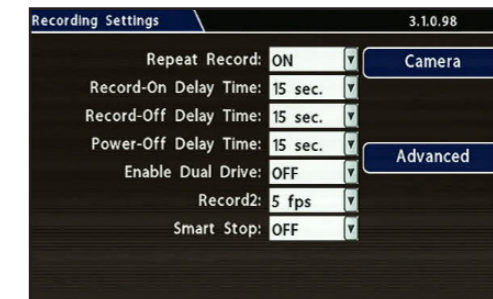 Recording Settings 3.1.0.98
Repeat Record: ON
Camera
Record-On Delay Time: 15 sec.
Record-Off Delay Time: 15 sec.
Power-Off Delay Time: 15 sec.
Advanced
Enable Dual Drive: OFF
Record2: 5 fps
Smart Stop: OFF